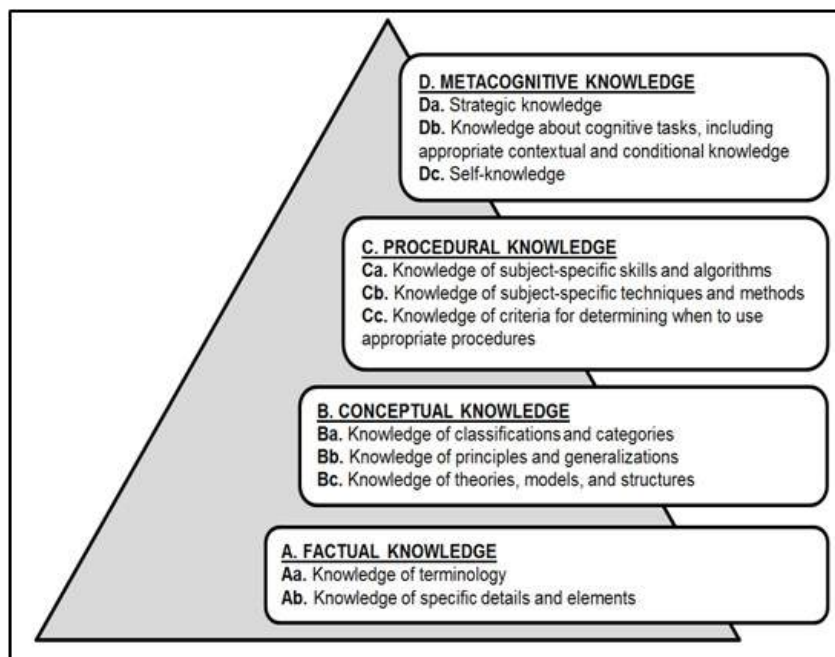 D. METACOGNITIVE KNOWLEDGE
Da. Strategic knowledge
Db. Knowledge about cognitive tasks, including
appropriate contextual and conditional knowledge
Dc. Self-knowledge
C. PROCEDURAL KNOWLEDGE
Ca. Knowledge of subject-specific skills and algorithms
Cb. Knowledge of subject-specific techniques and methods
Cc. Knowledge of criteria for determining when to use
appropriate procedures
B. CONCEPTUAL KNOWLEDGE
Ba. Knowledge of classifications and categories
Bb. Knowledge of principles and generalizations
Bc. Knowledge of theories, models, and structures
A. FACTUAL KNOWLEDGE
Aa. Knowledge of terminology
Ab. Knowledge of specific details and elements